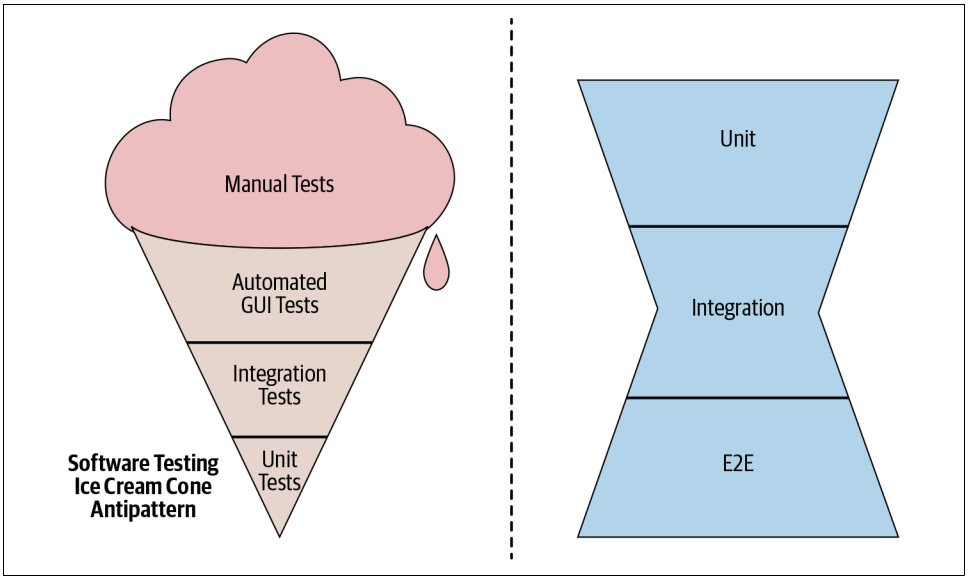 Manual Tests
Automated
GUI Tests
Integration
Tests
Unit
Tests
Software Testing
Ice Cream Cone
Antipattern
Unit
Integration
E2E